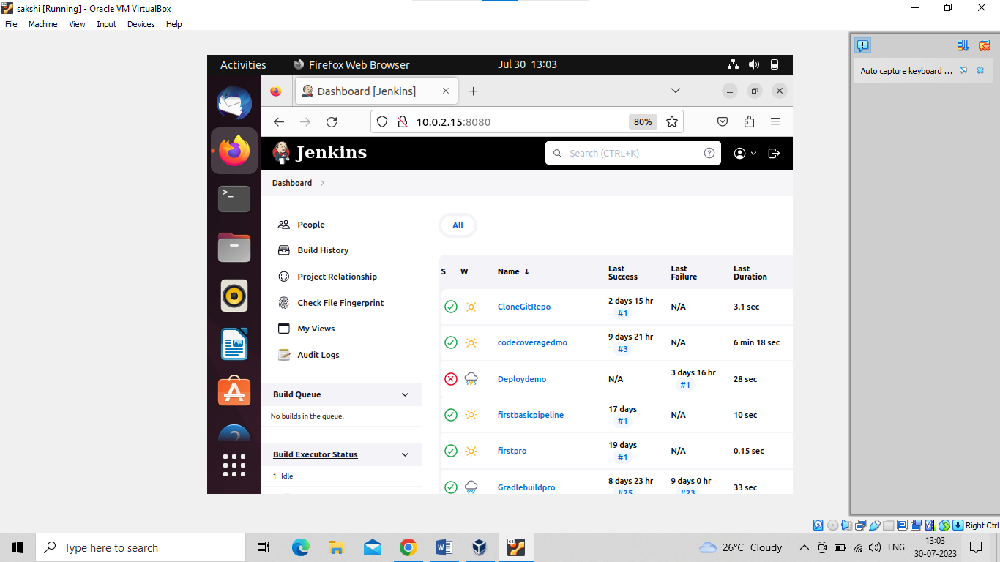 sakshi [Running] - Oracle VM VirtualBox
File Machine View Input Devices Help
Auto capture keyboard ...
Activities Firefox Web Browser Jul 30 13:03
Dashboard [Jenkins]
10.0.2.15:8080 80%
Jenkins Search (CTRL+K)
Dashboard
People
Build History
Project Relationship
Check File Fingerprint
My Views
Audit Logs
Build Queue
No builds in the queue.
Build Executor Status
1 Idle
All
S W Name ↓ Last Success Last Failure Last Duration
CloneGitRepo 2 days 15 hr #1 N/A 3.1 sec
codecoveragedmo 9 days 21 hr #3 N/A 6 min 18 sec
Deploydemo N/A 3 days 16 hr #1 28 sec
firstbasicpipeline 17 days #1 N/A 10 sec
firstpro 19 days #1 N/A 0.15 sec
Gradlebuildpro 8 days 23 hr #25 9 days 0 hr #23 33 sec
Right Ctrl
Type here to search
26°C Cloudy
ENG
13:03
30-07-2023